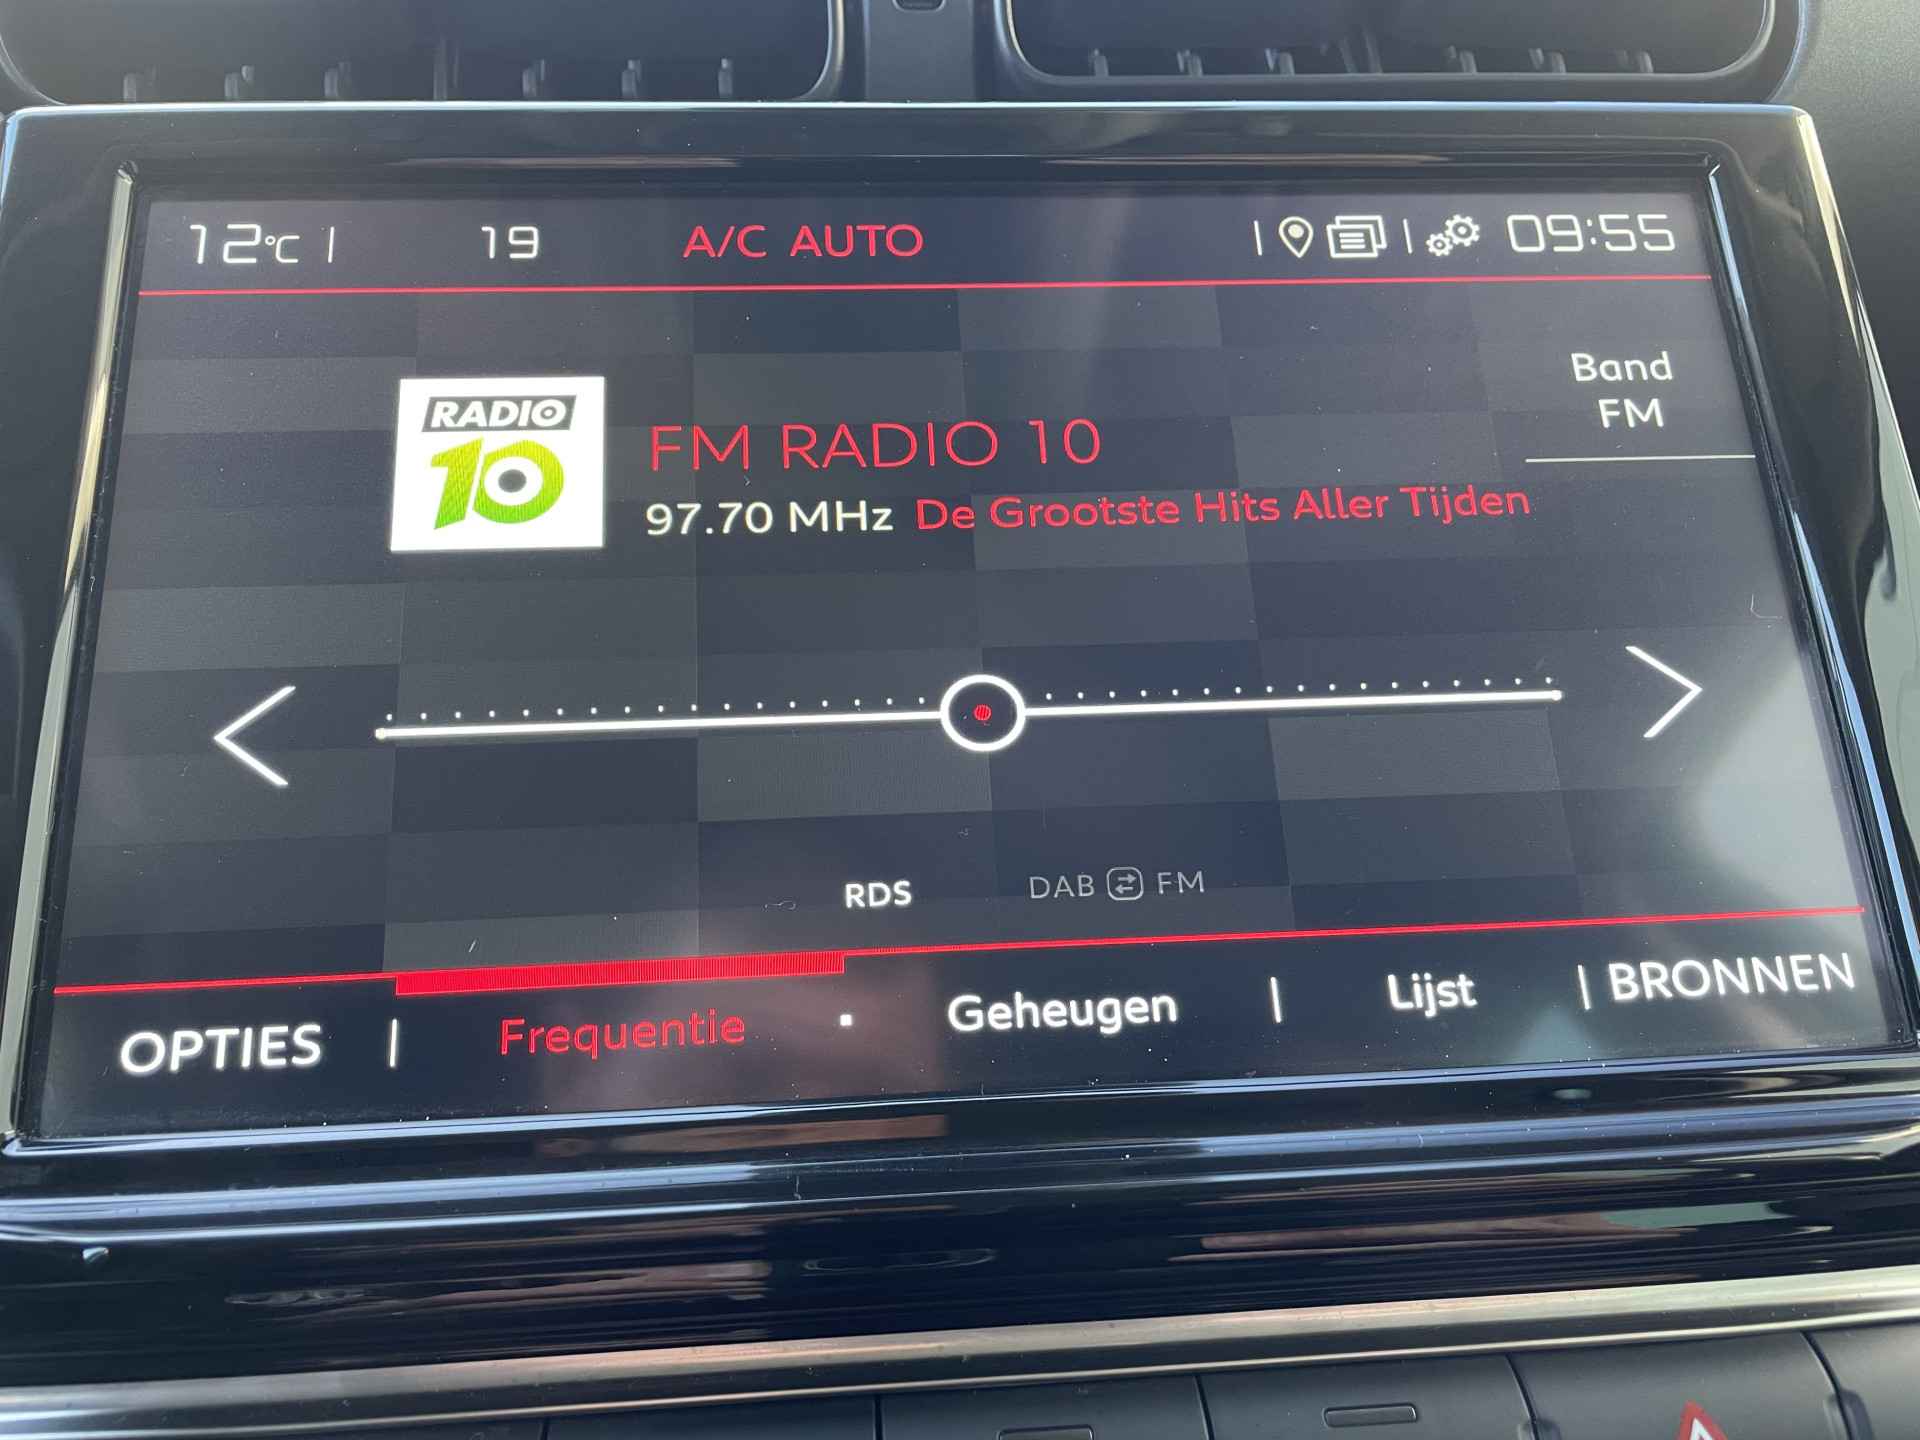 12°C | 19 A/C AUTO | | 09:55
Band
FM
RADIO
10
FM RADIO 10
97.70 MHz De Grootste Hits Aller Tijden
RDS DAB FM
OPTIES | Frequentie · Geheugen | Lijst | BRONNEN